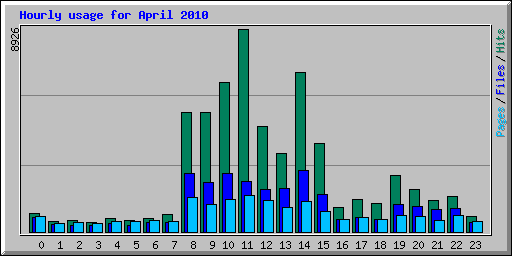 Hourly usage for April 2010
8926
Pages / Files / Hits
0 1 2 3 4 5 6 7 8 9 10 11 12 13 14 15 16 17 18 19 20 21 22 23